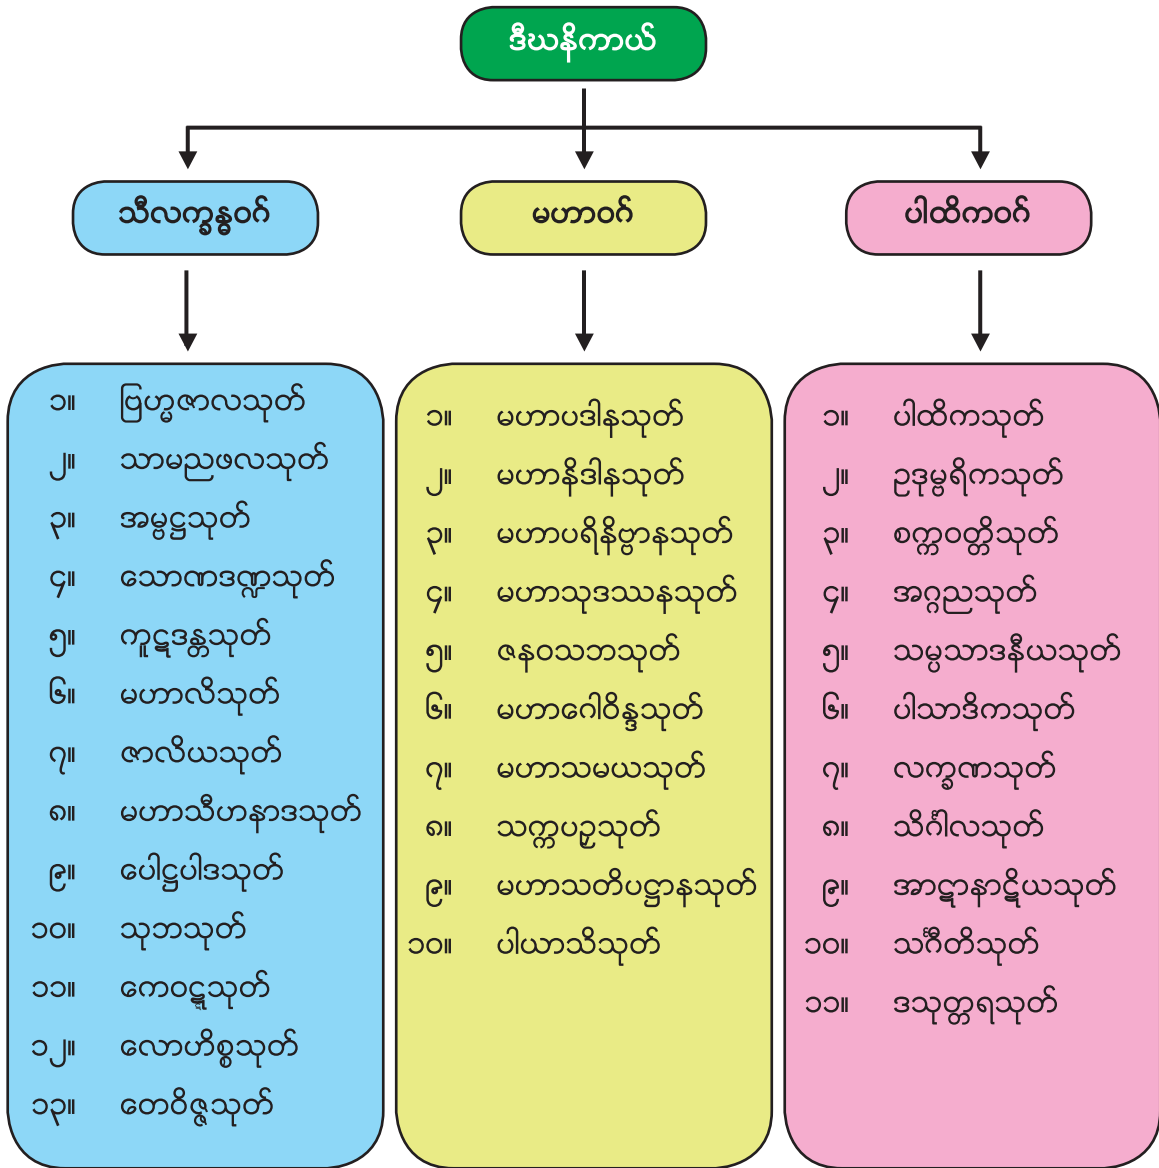 ဒီဃနိကာယ်
သီလက္ခန္ဓဝဂ်
မဟာဝဂ်
ပါထိကဝဂ်
၁။ ဗြဟ္မဇာလသုတ်
၂။ သာမညဖလသုတ်
၃။ အမ္ဗဋ္ဌသုတ်
၄။ သောဏဒဏ္ဍသုတ်
၅။ ကူဋဒန္တသုတ်
၆။ မဟာလိသုတ်
၇။ ဇာလိယသုတ်
၈။ မဟာသီဟနာဒသုတ်
၉။ ပေါဋ္ဌပါဒသုတ်
၁၀။ သုဘသုတ်
၁၁။ ကေဝဋ္ဋသုတ်
၁၂။ လောဟိစ္စသုတ်
၁၃။ တေဝိဇ္ဇသုတ်
၁။ မဟာပဒါနသုတ်
၂။ မဟာနိဒါနသုတ်
၃။ မဟာပရိနိဗ္ဗာနသုတ်
၄။ မဟာသုဒဿနသုတ်
၅။ ဇနဝသဘသုတ်
၆။ မဟာဂေါဝိန္ဒသုတ်
၇။ မဟာသမယသုတ်
၈။ သက္ကပဉှသုတ်
၉။ မဟာသတိပဋ္ဌာနသုတ်
၁၀။ ပါယာသိသုတ်
၁။ ပါထိကသုတ်
၂။ ဥဒုမ္ဗရိကသုတ်
၃။ စက္ကဝတ္တိသုတ်
၄။ အဂ္ဂညသုတ်
၅။ သမ္ပသာဒနီယသုတ်
၆။ ပါသာဒိကသုတ်
၇။ လက္ခဏသုတ်
၈။ သိင်္ဂါလသုတ်
၉။ အာဋာနာဋိယသုတ်
၁၀။ သင်္ဂီတိသုတ်
၁၁။ ဒသုတ္တရသုတ်